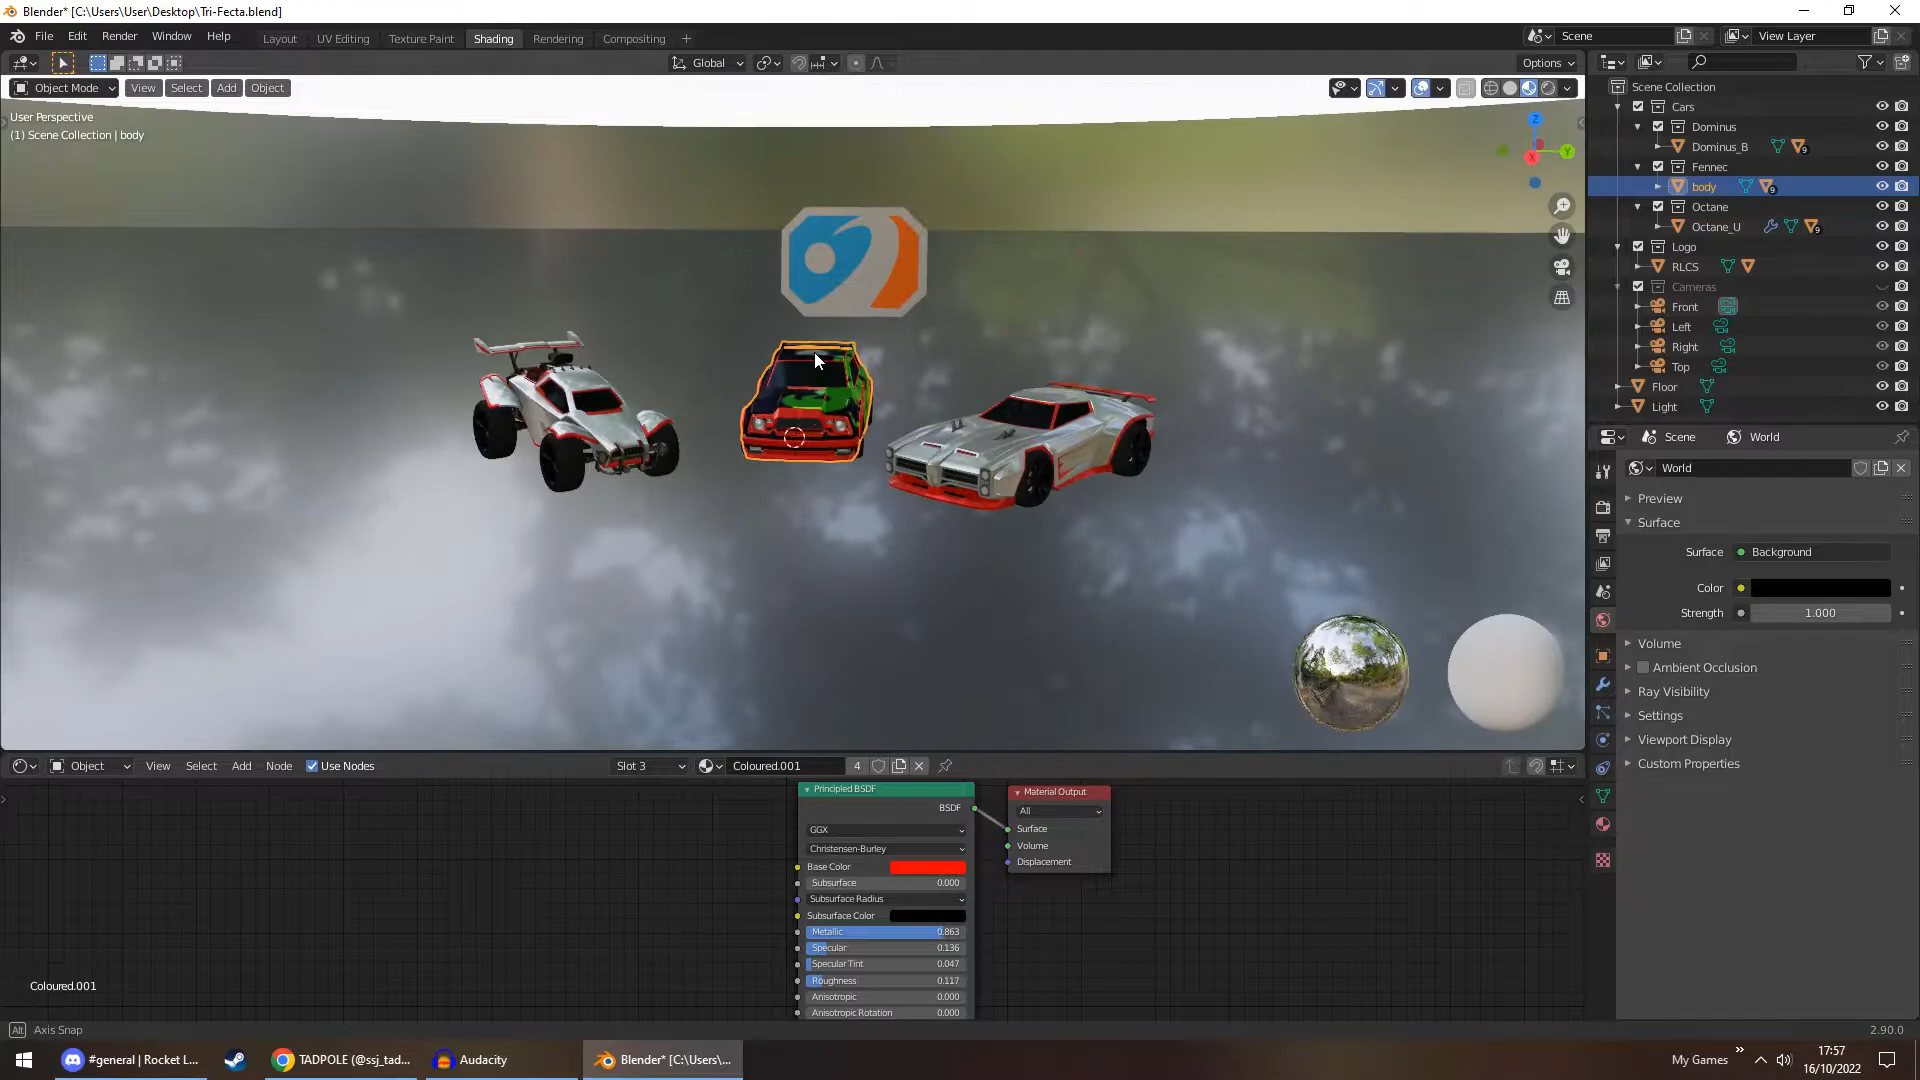 Blender* [C:\Users\User\Desktop\Tri-Fecta.blend]
File Edit Render Window Help
Layout UV Editing Texture Paint Shading Rendering Compositing
Scene
View Layer
Global
Options
Object Mode View Select Add Object
User Perspective
(1) Scene Collection | body
Z
Y
X
Scene Collection
Cars
Dominus
Dominus_B
9
Fennec
body
9
Octane
Octane_U
9
Logo
RLCS
Cameras
Front
Left
Right
Top
Floor
Light
Scene World
World
Preview
Surface
Surface Background
Color
Strength 1.000
Volume
Ambient Occlusion
Ray Visibility
Settings
Viewport Display
Custom Properties
Object View Select Add Node Use Nodes Slot 3 Coloured.001 4
Principled BSDF
BSDF
GGX
Christensen-Burley
Base Color
Subsurface 0.000
Subsurface Radius
Subsurface Color
Metallic 0.863
Specular 0.136
Specular Tint 0.047
Roughness 0.117
Anisotropic 0.000
Anisotropic Rotation 0.000
Material Output
All
Surface
Volume
Displacement
Coloured.001
Alt Axis Snap
2.90.0
#general | Rocket L...
TADPOLE (@ssj_tad...
Audacity
Blender* [C:\Users\...
My Games
17:57
16/10/2022